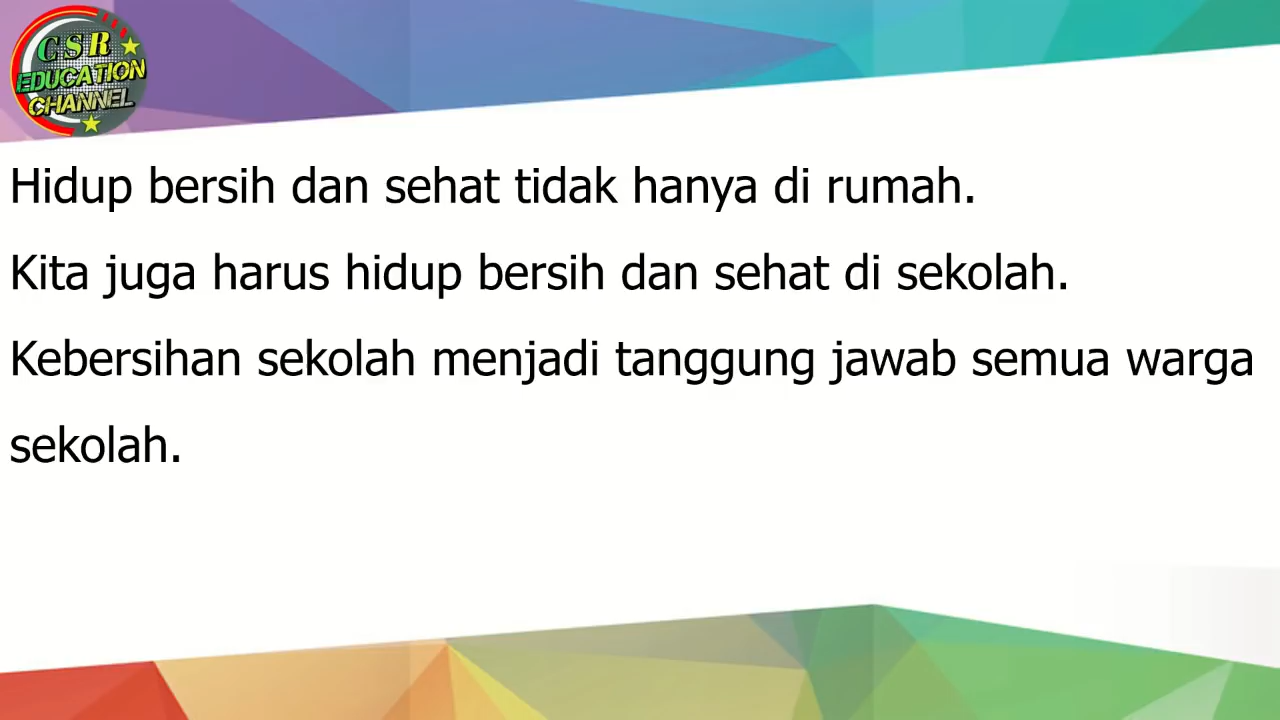 CSR
EDUCATION
CHANNEL
Hidup bersih dan sehat tidak hanya di rumah.
Kita juga harus hidup bersih dan sehat di sekolah.
Kebersihan sekolah menjadi tanggung jawab semua warga
sekolah.